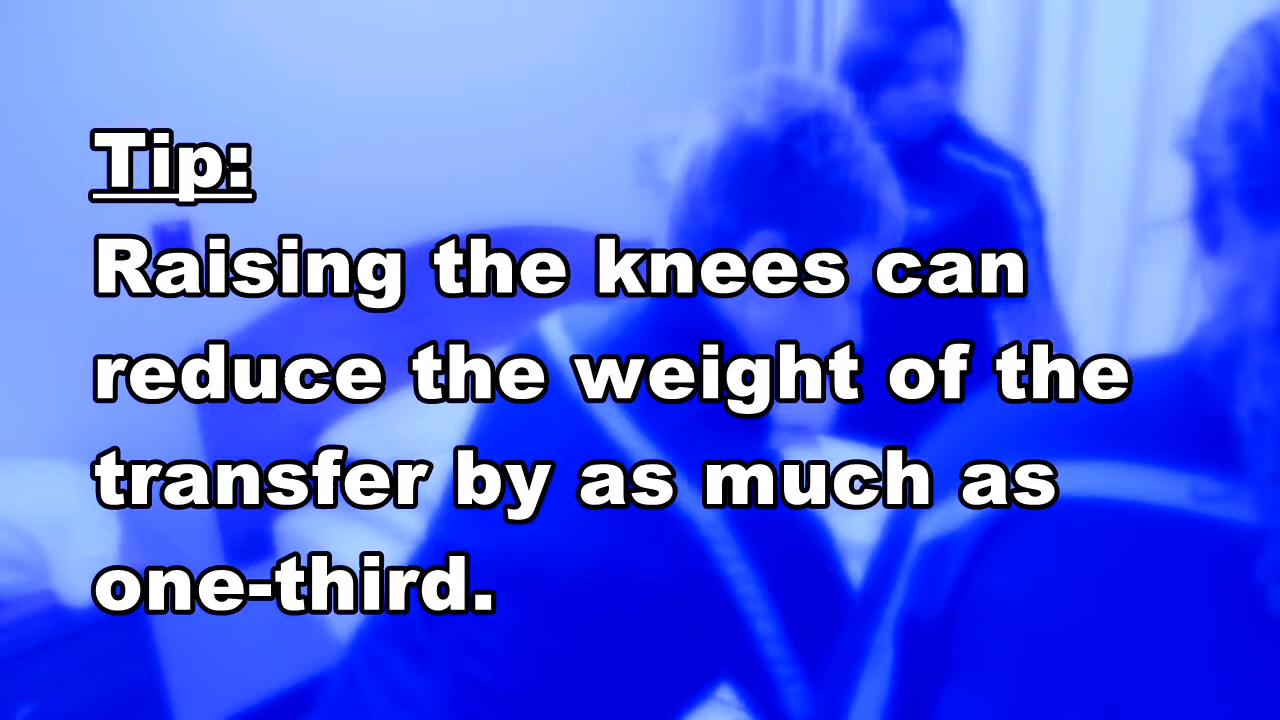 Tip:
Raising the knees can
reduce the weight of the
transfer by as much as
one-third.